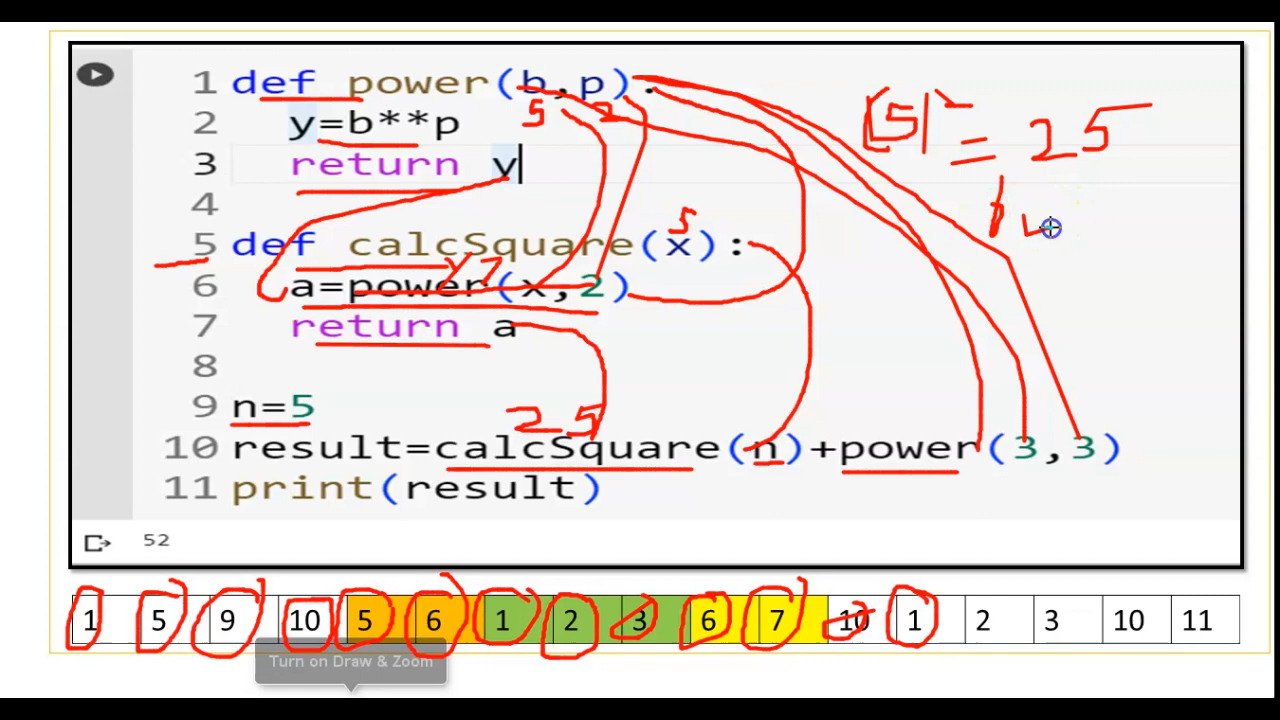 1 def power(b,p):
2 y=b**p
3 return y
4
5 def calcSquare(x):
6 a=power(x,2)
7 return a
8
9 n=5
10 result=calcSquare(n)+power(3,3)
11 print(result)
52
1 5 9 10 5 6 1 2 3 6 7 10 1 2 3 10 11
Turn on Draw & Zoom
5 2
5
25
[5]² = 25